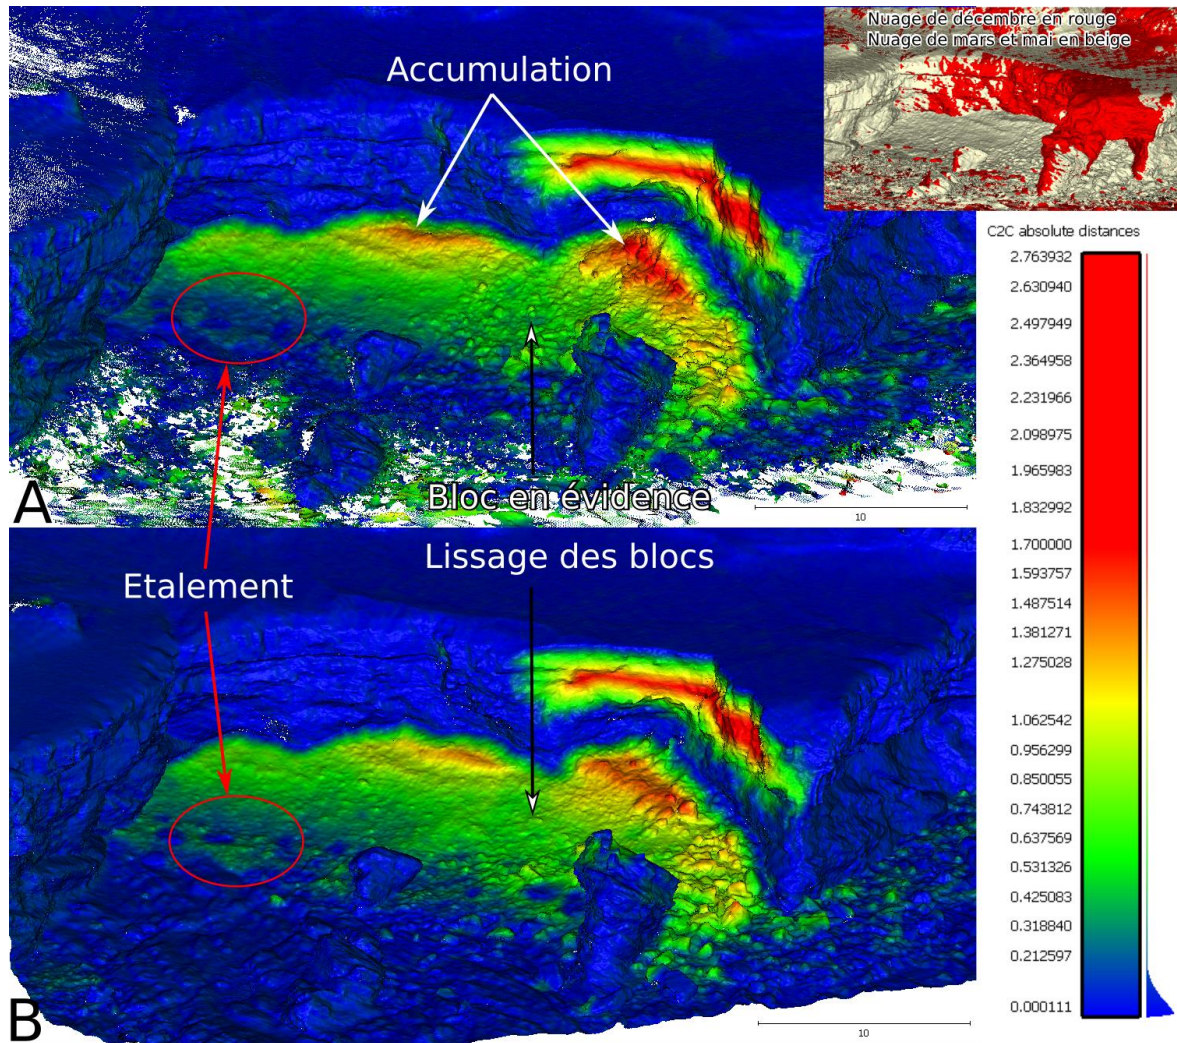 Nuage de décembre en rouge
Nuage de mars et mai en beige
Accumulation
C2C absolute distances
2.763932
2.630940
2.497949
2.364958
2.231966
2.098975
1.965983
1.832992
1.700000
1.593757
1.487514
1.381271
1.275028
1.062542
0.956299
0.850055
0.743812
0.637569
0.531326
0.425083
0.318840
0.212597
0.000111
A
Bloc en évidence
10
Etalement
Lissage des blocs
B
10